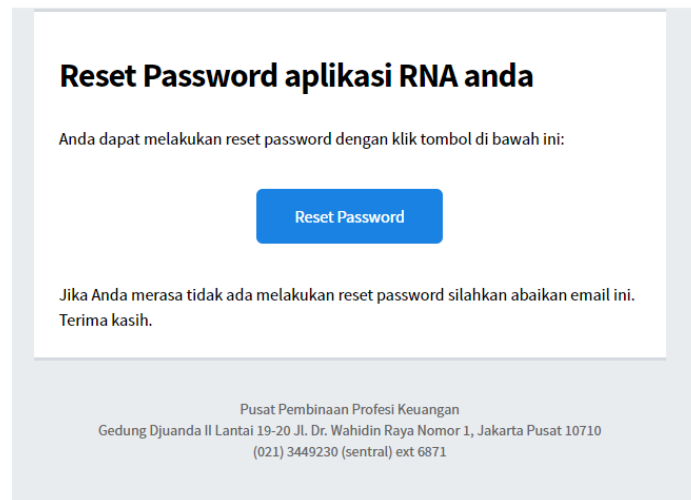 Reset Password aplikasi RNA anda
Anda dapat melakukan reset password dengan klik tombol di bawah ini:
Reset Password
Jika Anda merasa tidak ada melakukan reset password silahkan abaikan email ini.
Terima kasih.
Pusat Pembinaan Profesi Keuangan
Gedung Djuanda II Lantai 19-20 Jl. Dr. Wahidin Raya Nomor 1, Jakarta Pusat 10710
(021) 3449230 (sentral) ext 6871